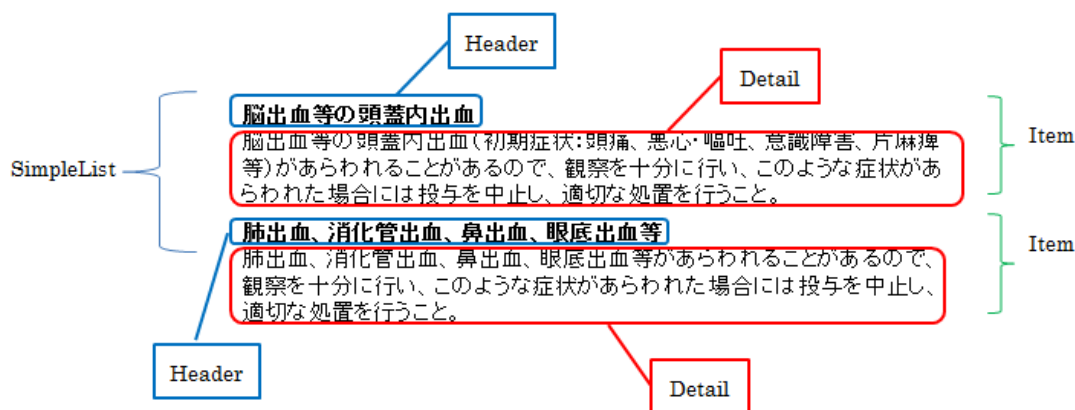 Header
Detail
脳出血等の頭蓋内出血
脳出血等の頭蓋内出血(初期症状:頭痛、悪心・嘔吐、意識障害、片麻痺
等)があらわれることがあるので、観察を十分に行い、このような症状があ
らわれた場合には投与を中止し、適切な処置を行うこと。
Item
SimpleList
肺出血、消化管出血、鼻出血、眼底出血等
肺出血、消化管出血、鼻出血、眼底出血等があらわれることがあるので、
観察を十分に行い、このような症状があらわれた場合には投与を中止し、
適切な処置を行うこと。
Item
Header
Detail